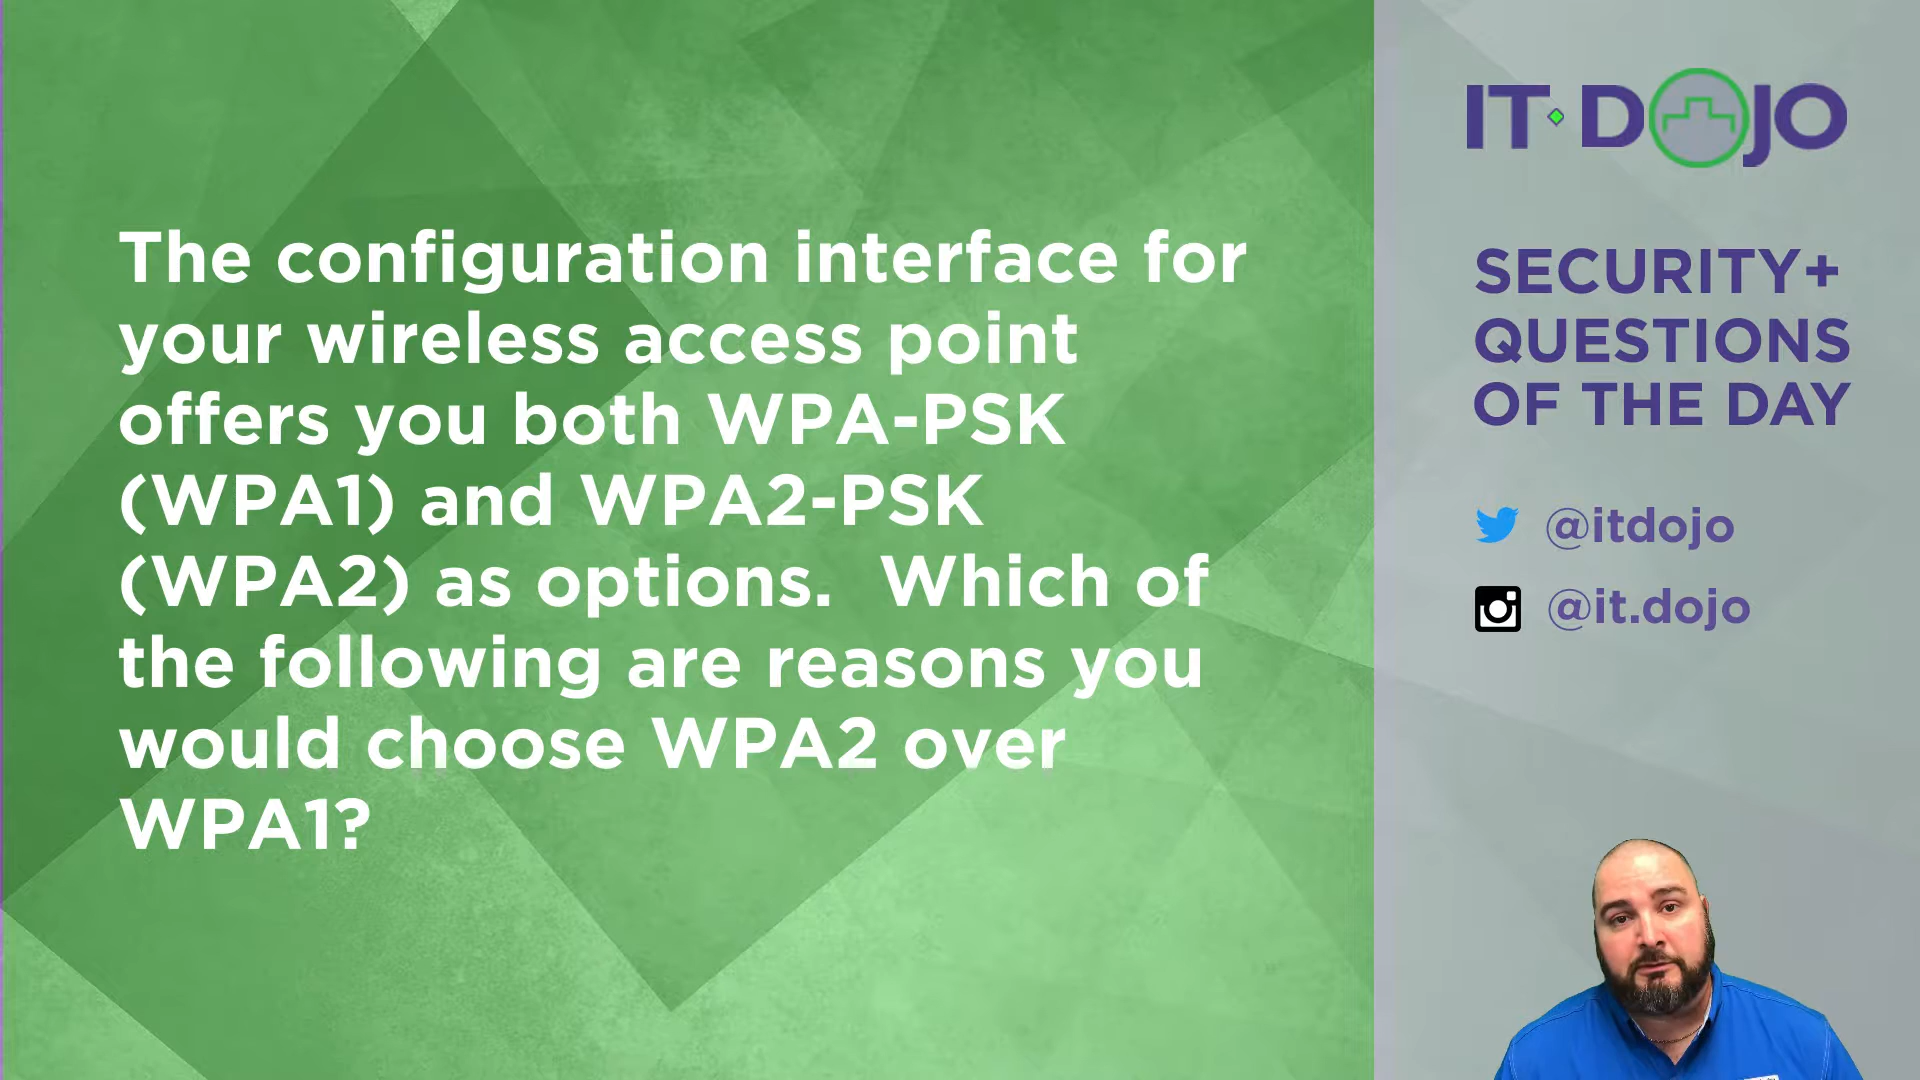 The configuration interface for
your wireless access point
offers you both WPA-PSK
(WPA1) and WPA2-PSK
(WPA2) as options.  Which of
the following are reasons you
would choose WPA2 over
WPA1?
IT DOJO
SECURITY+
QUESTIONS
OF THE DAY
@itdojo
@it.dojo